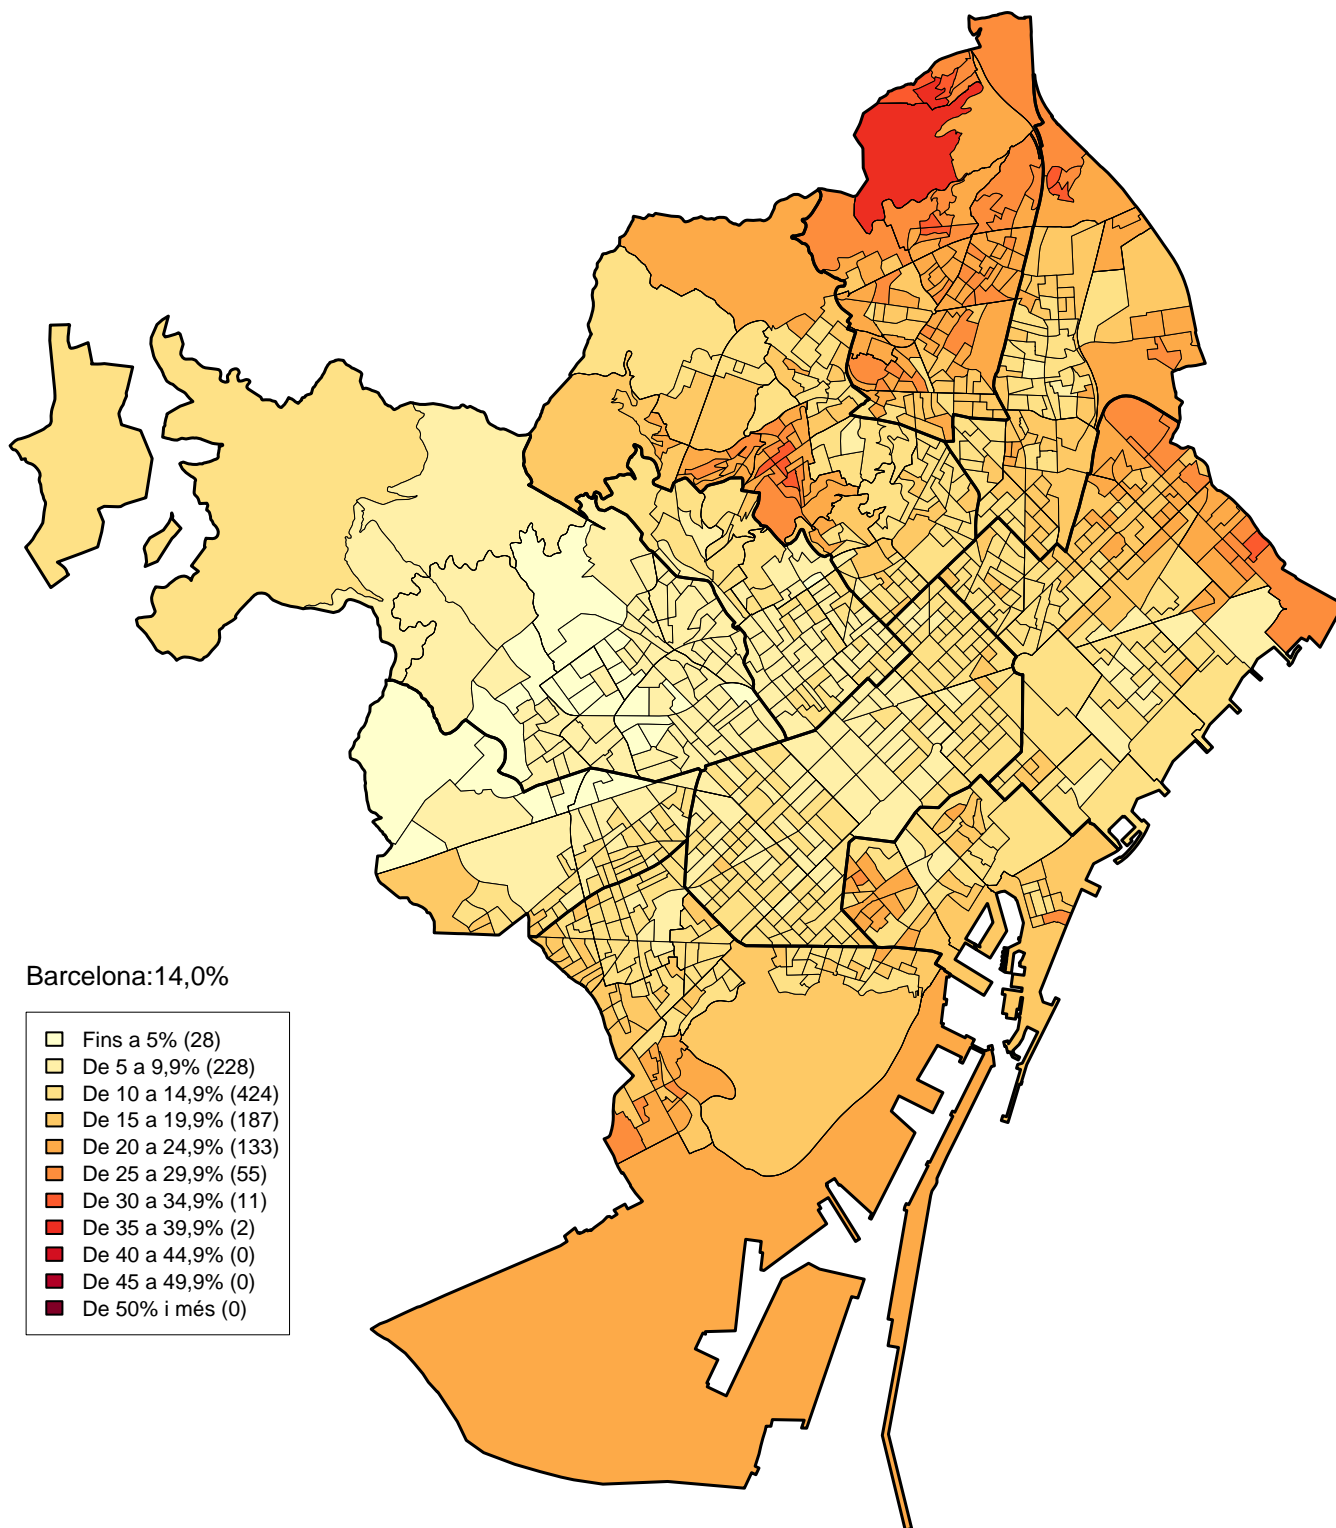 Barcelona:14,0%
Fins a 5% (28)
De 5 a 9,9% (228)
De 10 a 14,9% (424)
De 15 a 19,9% (187)
De 20 a 24,9% (133)
De 25 a 29,9% (55)
De 30 a 34,9% (11)
De 35 a 39,9% (2)
De 40 a 44,9% (0)
De 45 a 49,9% (0)
De 50% i més (0)